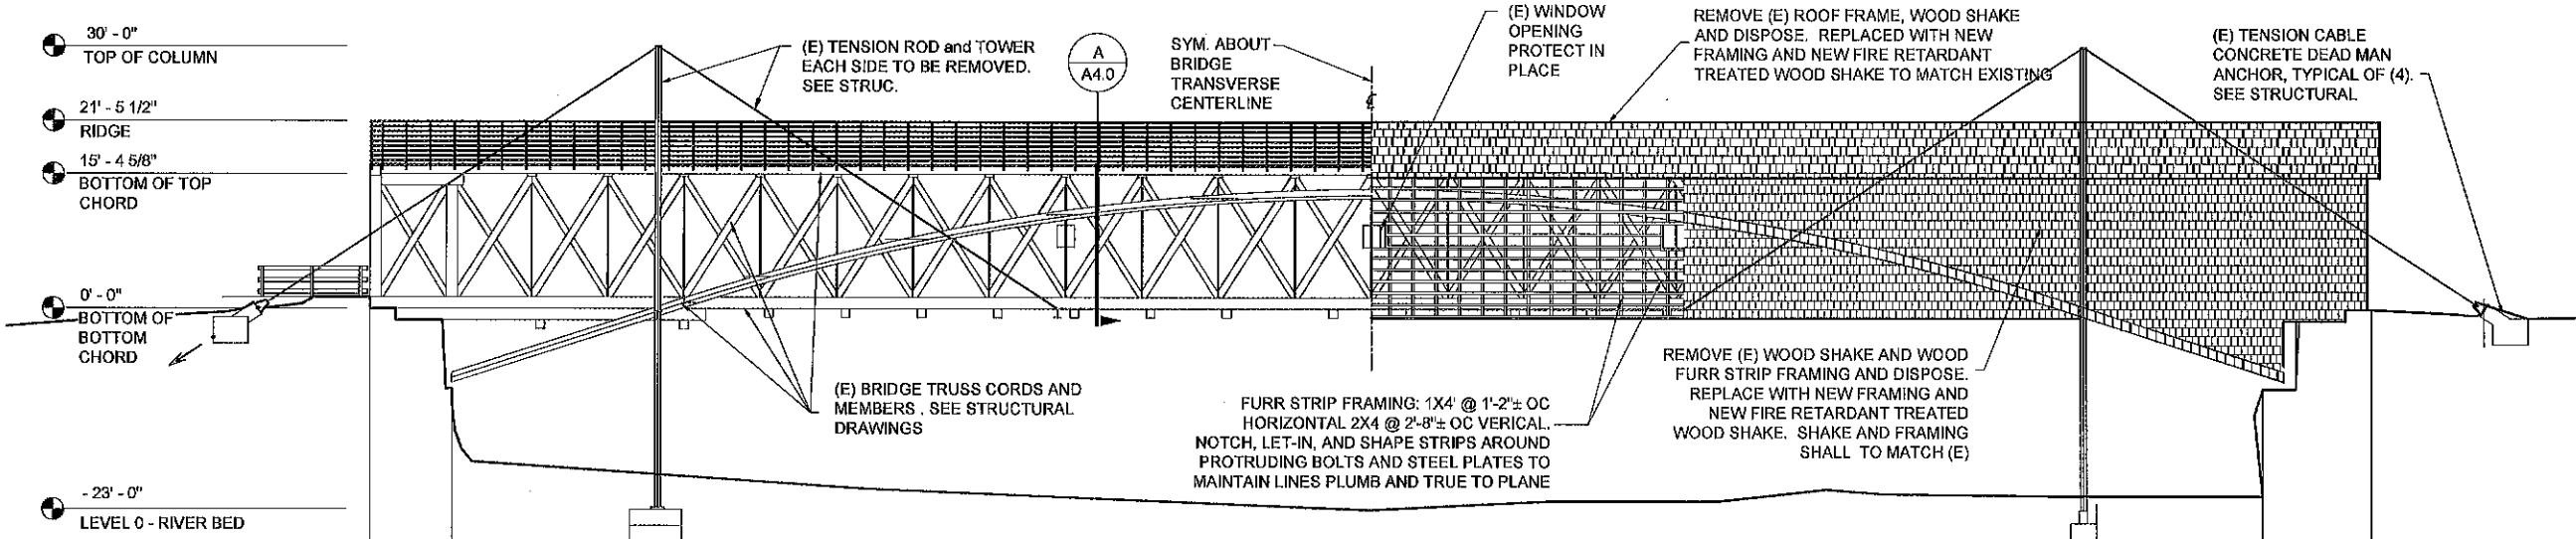 30' - 0"
TOP OF COLUMN
21' - 5 1/2"
RIDGE
15' - 4 5/8"
BOTTOM OF TOP
CHORD
0' - 0"
BOTTOM OF
BOTTOM
CHORD
- 23' - 0"
LEVEL 0 - RIVER BED
(E) TENSION ROD and TOWER
EACH SIDE TO BE REMOVED.
SEE STRUC.
A
A4.0
SYM. ABOUT
BRIDGE
TRANSVERSE
CENTERLINE
(E) WINDOW
OPENING
PROTECT IN
PLACE
REMOVE (E) ROOF FRAME, WOOD SHAKE
AND DISPOSE. REPLACED WITH NEW
FRAMING AND NEW FIRE RETARDANT
TREATED WOOD SHAKE TO MATCH EXISTING
(E) TENSION CABLE
CONCRETE DEAD MAN
ANCHOR, TYPICAL OF (4).
SEE STRUCTURAL
(E) BRIDGE TRUSS CORDS AND
MEMBERS , SEE STRUCTURAL
DRAWINGS
FURR STRIP FRAMING: 1X4' @ 1'-2"± OC
HORIZONTAL 2X4 @ 2'-8"± OC VERICAL.
NOTCH, LET-IN, AND SHAPE STRIPS AROUND
PROTRUDING BOLTS AND STEEL PLATES TO
MAINTAIN LINES PLUMB AND TRUE TO PLANE
REMOVE (E) WOOD SHAKE AND WOOD
FURR STRIP FRAMING AND DISPOSE.
REPLACE WITH NEW FRAMING AND
NEW FIRE RETARDANT TREATED
WOOD SHAKE. SHAKE AND FRAMING
SHALL TO MATCH (E)